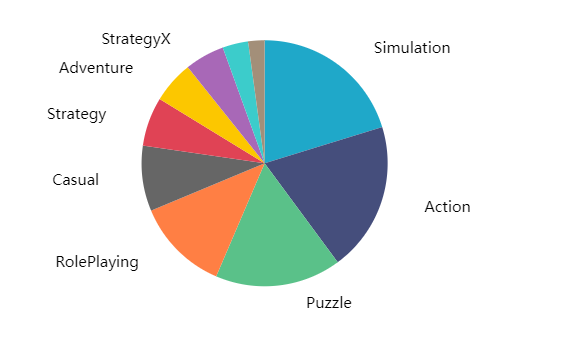 StrategyX
Simulation
Adventure
Strategy
Casual
Action
RolePlaying
Puzzle